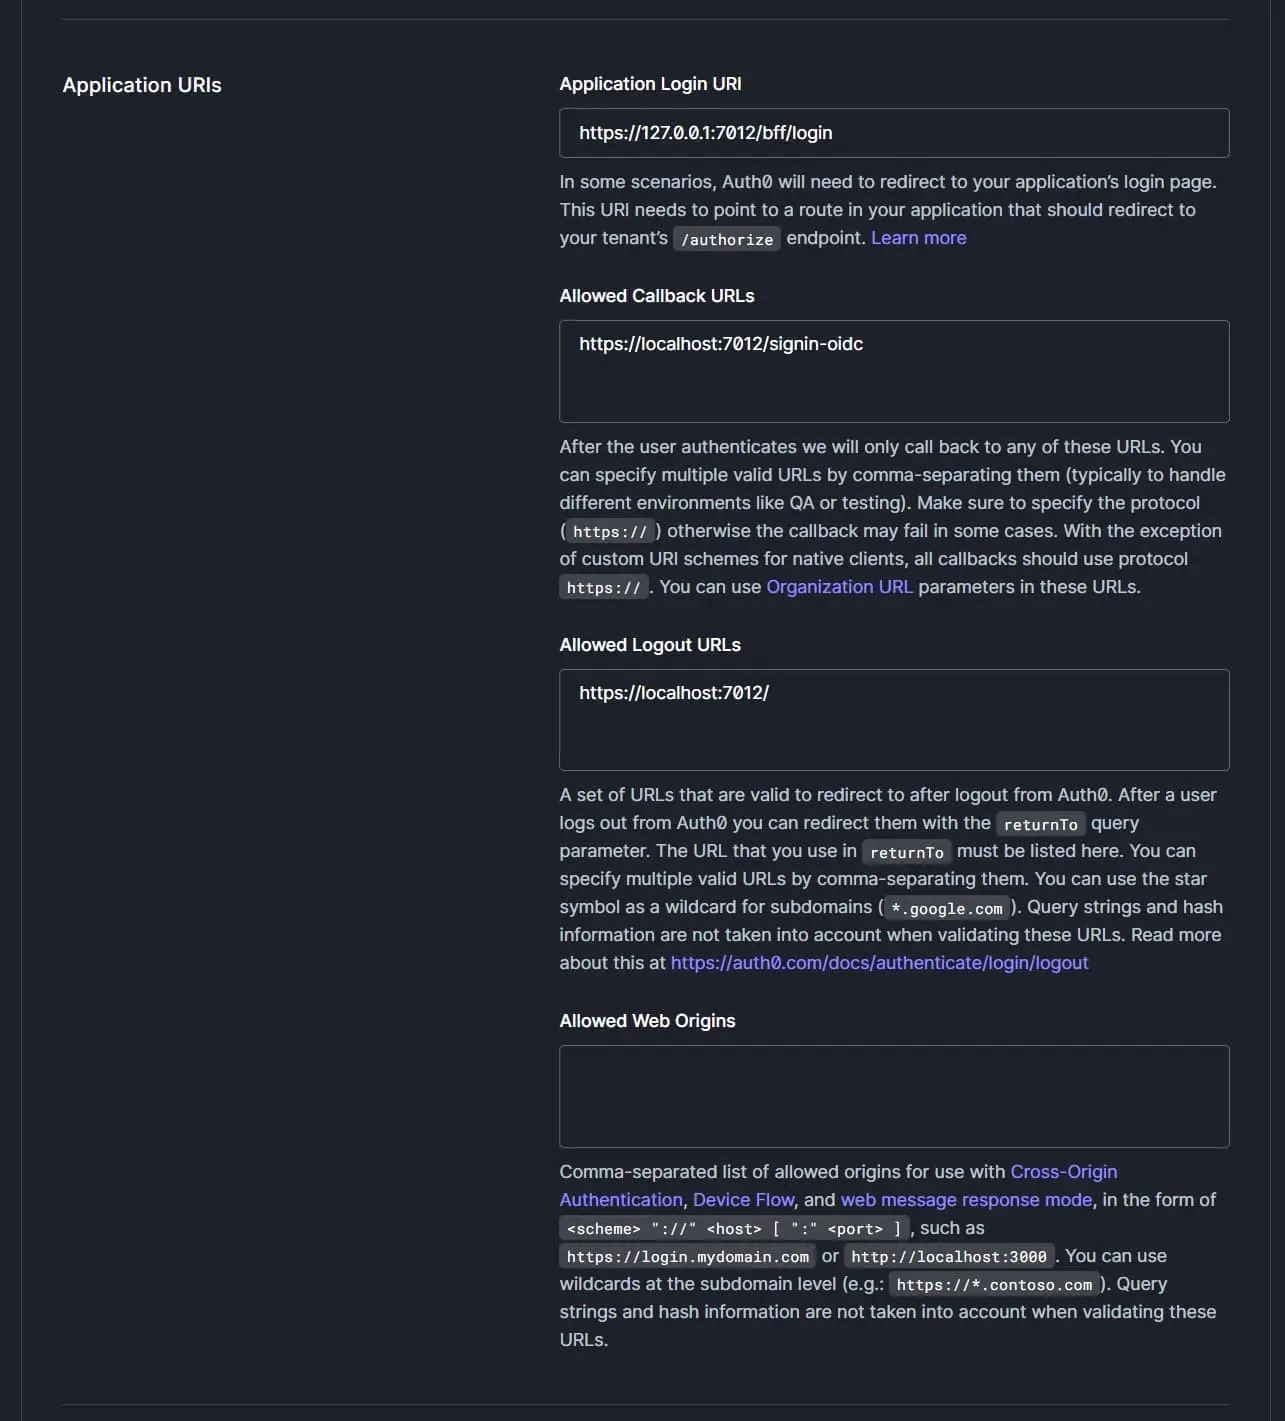 Application URIs
Application Login URI
https://127.0.0.1:7012/bff/login
In some scenarios, Auth0 will need to redirect to your application’s login page.
This URI needs to point to a route in your application that should redirect to
your tenant’s /authorize endpoint. Learn more
Allowed Callback URLs
https://localhost:7012/signin-oidc
After the user authenticates we will only call back to any of these URLs. You
can specify multiple valid URLs by comma-separating them (typically to handle
different environments like QA or testing). Make sure to specify the protocol
(https://) otherwise the callback may fail in some cases. With the exception
of custom URI schemes for native clients, all callbacks should use protocol
https://. You can use Organization URL parameters in these URLs.
Allowed Logout URLs
https://localhost:7012/
A set of URLs that are valid to redirect to after logout from Auth0. After a user
logs out from Auth0 you can redirect them with the returnTo query
parameter. The URL that you use in returnTo must be listed here. You can
specify multiple valid URLs by comma-separating them. You can use the star
symbol as a wildcard for subdomains (*.google.com). Query strings and hash
information are not taken into account when validating these URLs. Read more
about this at https://auth0.com/docs/authenticate/login/logout
Allowed Web Origins
Comma-separated list of allowed origins for use with Cross-Origin
Authentication, Device Flow, and web message response mode, in the form of
<scheme> "://" <host> [ ":" <port> ], such as
https://login.mydomain.com or http://localhost:3000. You can use
wildcards at the subdomain level (e.g.: https://*.contoso.com). Query
strings and hash information are not taken into account when validating these
URLs.